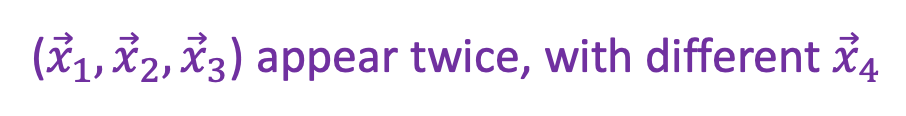 (x⃗₁, x⃗₂, x⃗₃) appear twice, with different x⃗₄